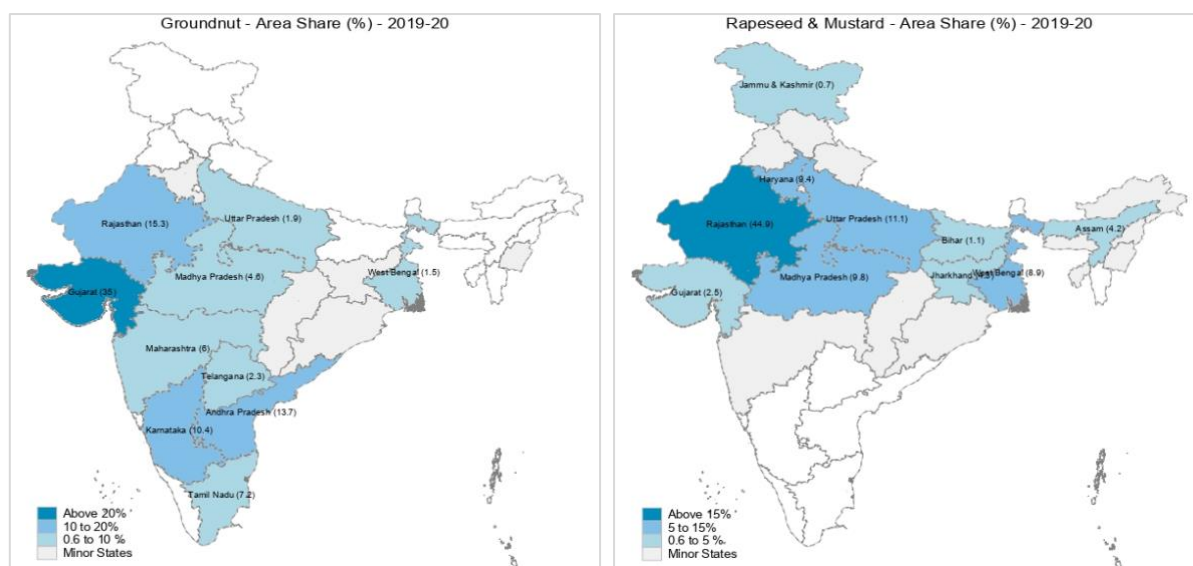 Groundnut - Area Share (%) - 2019-20
Rajasthan (15.3)
Uttar Pradesh (1.9)
Madhya Pradesh (4.6)
West Bengal (1.5)
Gujarat (35)
Maharashtra (6)
Telangana (2.3)
Andhra Pradesh (13.7)
Karnataka (10.4)
Tamil Nadu (7.2)
Above 20%
10 to 20%
0.6 to 10 %
Minor States
Rapeseed & Mustard - Area Share (%) - 2019-20
Jammu & Kashmir (0.7)
Haryana (9.4)
Rajasthan (44.9)
Uttar Pradesh (11.1)
Assam (4.2)
Bihar (1.1)
Jharkhand
West Bengal (8.9)
Madhya Pradesh (9.8)
Gujarat (2.5)
Above 15%
5 to 15%
0.6 to 5 %
Minor States